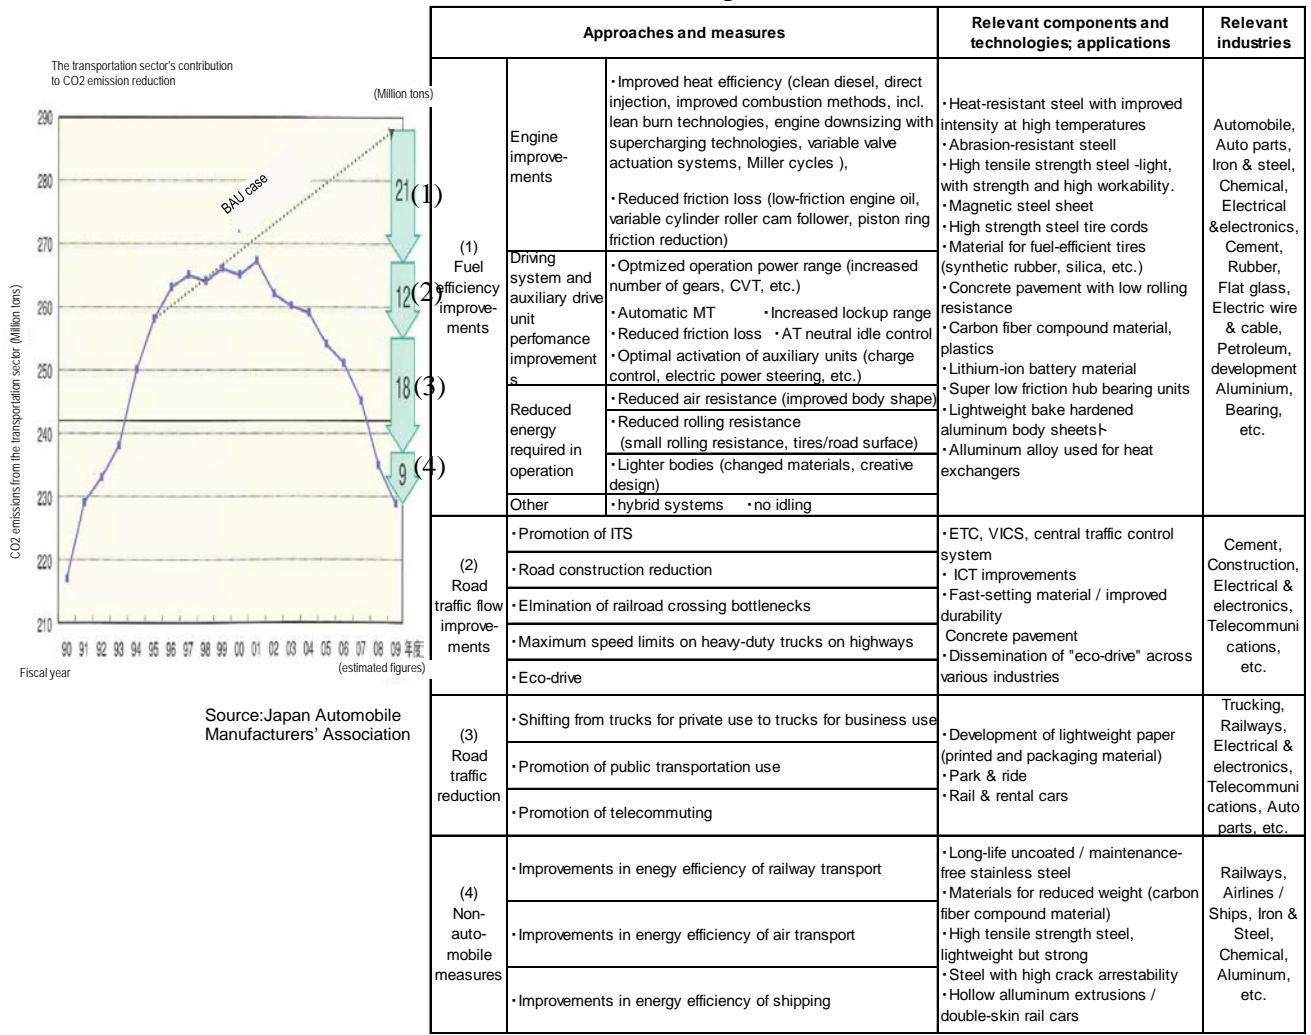 The transportation sector's contribution
to CO2 emission reduction
(Million tons)
CO2 emissions from the transportation sector (Million tons)
290
280
270
260
250
240
230
220
210
BAU case
21
(1)
12
(2)
18
(3)
9
(4)
90 91 92 93 94 95 96 97 98 99 00 01 02 03 04 05 06 07 08 09 年度
Fiscal year
(estimated figures)
Source:Japan Automobile
Manufacturers' Association
Approaches and measures
Relevant components and
technologies; applications
Relevant
industries
(1)
Fuel
efficiency
improve-
ments
Engine
improve-
ments
・Improved heat efficiency (clean diesel, direct
injection, improved combustion methods, incl.
lean burn technologies, engine downsizing with
supercharging technologies, variable valve
actuation systems, Miller cycles ),
・Reduced friction loss (low-friction engine oil,
variable cylinder roller cam follower, piston ring
friction reduction)
Driving
system and
auxiliary drive
unit
perfomance
improvement
s
・Optmized operation power range (increased
number of gears, CVT, etc.)
・Automatic MT ・Increased lockup range
・Reduced friction loss ・AT neutral idle control
・Optimal activation of auxiliary units (charge
control, electric power steering, etc.)
Reduced
energy
required in
operation
・Reduced air resistance (improved body shape)
・Reduced rolling resistance
(small rolling resistance, tires/road surface)
・Lighter bodies (changed materials, creative
design)
Other
・hybrid systems ・no idling
・Heat-resistant steel with improved
intensity at high temperatures
・Abrasion-resistant steell
・High tensile strength steel -light,
with strength and high workability.
・Magnetic steel sheet
・High strength steel tire cords
・Material for fuel-efficient tires
(synthetic rubber, silica, etc.)
・Concrete pavement with low rolling
resistance
・Carbon fiber compound material,
plastics
・Lithium-ion battery material
・Super low friction hub bearing units
・Lightweight bake hardened
aluminum body sheetsト
・Alluminum alloy used for heat
exchangers
Automobile,
Auto parts,
Iron & steel,
Chemical,
Electrical
&electronics,
Cement,
Rubber,
Flat glass,
Electric wire
& cable,
Petroleum,
development
Aluminium,
Bearing,
etc.
(2)
Road
traffic flow
improve-
ments
・Promotion of ITS
・Road construction reduction
・Elmination of railroad crossing bottlenecks
・Maximum speed limits on heavy-duty trucks on highways
・Eco-drive
・ETC, VICS, central traffic control
system
・ ICT improvements
・Fast-setting material / improved
durability
Concrete pavement
・Dissemination of "eco-drive" across
various industries
Cement,
Construction,
Electrical &
electronics,
Telecommuni
cations,
etc.
(3)
Road
traffic
reduction
・Shifting from trucks for private use to trucks for business use
・Promotion of public transportation use
・Promotion of telecommuting
・Development of lightweight paper
(printed and packaging material)
・Park & ride
・Rail & rental cars
Trucking,
Railways,
Electrical &
electronics,
Telecommuni
cations, Auto
parts, etc.
(4)
Non-
auto-
mobile
measures
・Improvements in enegy efficiency of railway transport
・Improvements in energy efficiency of air transport
・Improvements in energy efficiency of shipping
・Long-life uncoated / maintenance-
free stainless steel
・Materials for reduced weight (carbon
fiber compound material)
・High tensile strength steel,
lightweight but strong
・Steel with high crack arrestability
・Hollow alluminum extrusions /
double-skin rail cars
Railways,
Airlines /
Ships, Iron &
Steel,
Chemical,
Aluminum,
etc.